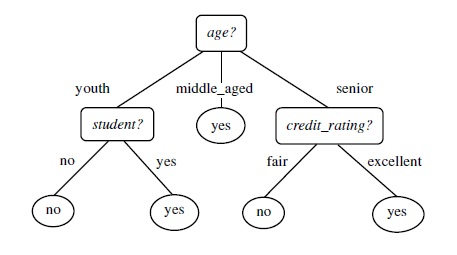 age?
youth
middle_aged
senior
student?
yes
credit_rating?
no
yes
fair
excellent
no
yes
no
yes